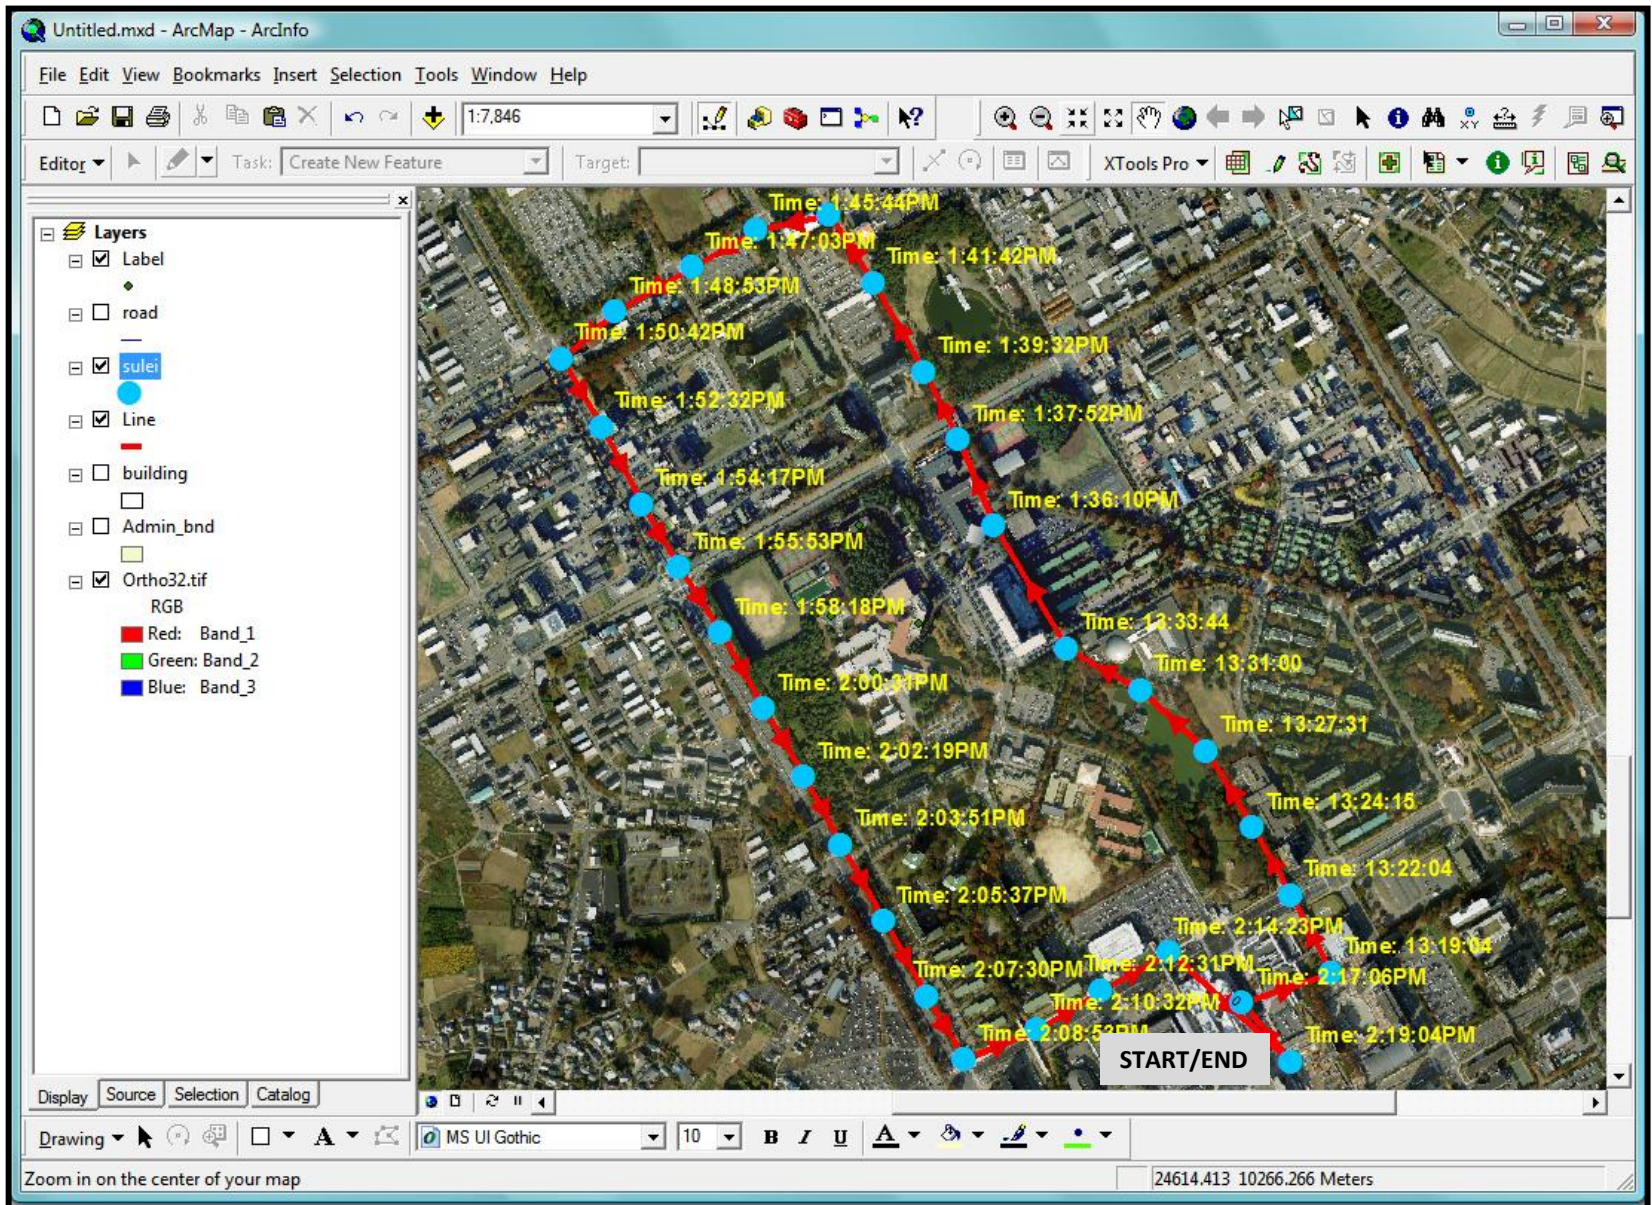 Untitled.mxd - ArcMap - ArcInfo
File Edit View Bookmarks Insert Selection Tools Window Help
1:7,846
Editor Task: Create New Feature Target: XTools Pro
Layers
Label
road
sulei
Line
building
Admin_bnd
Ortho32.tif
RGB
Red: Band_1
Green: Band_2
Blue: Band_3
Time: 1:45:44PM
Time: 1:47:03PM
Time: 1:41:42PM
Time: 1:48:53PM
Time: 1:50:42PM
Time: 1:39:32PM
Time: 1:52:32PM
Time: 1:37:52PM
Time: 1:54:17PM
Time: 1:36:10PM
Time: 1:55:53PM
Time: 1:58:18PM
Time: 13:33:44
Time: 13:31:00
Time: 2:00:31PM
Time: 13:27:31
Time: 2:02:19PM
Time: 13:24:15
Time: 2:03:51PM
Time: 13:22:04
Time: 2:05:37PM
Time: 2:14:23PM
Time: 13:19:04
Time: 2:07:30PM
Time: 2:12:31PM
Time: 2:17:06PM
Time: 2:10:32PM
Time: 2:08:53PM
Time: 2:19:04PM
START/END
Display Source Selection Catalog
Drawing A MS UI Gothic 10 B I U A
Zoom in on the center of your map
24614.413 10266.266 Meters